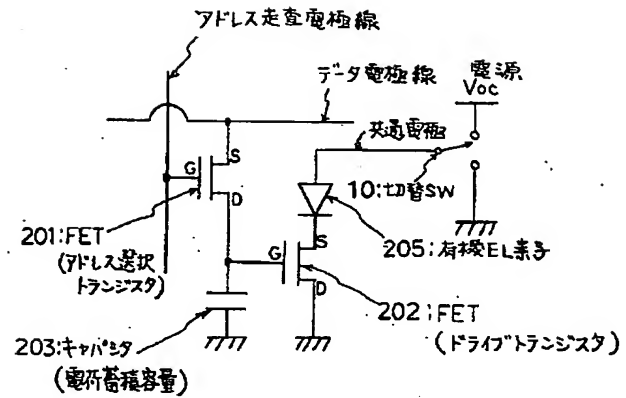 アドレス走査電極線
データ電極線
電源
Voc
共通電極
G
S
D
10:切替SW
201:FET
(アドレス選択
トランジスタ)
205:有機EL素子
G
S
D
202:FET
(ドライブトランジスタ)
203:キャパシタ
(電荷蓄積容量)